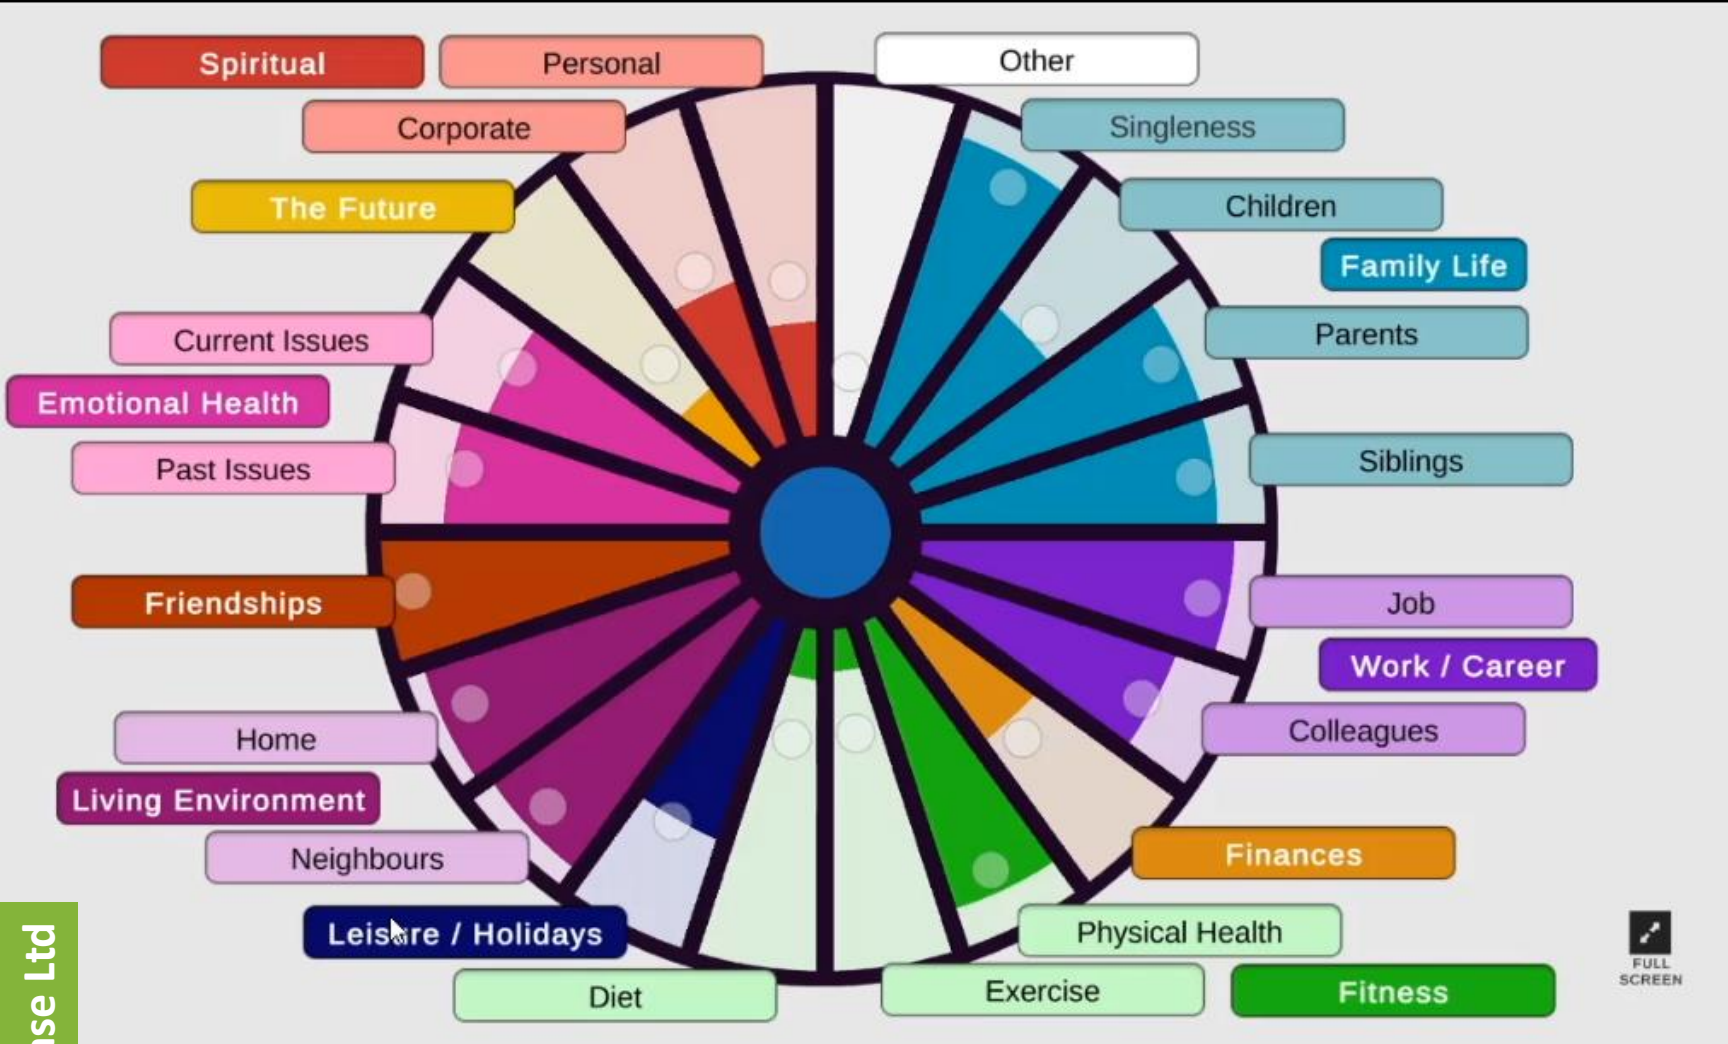 Spiritual
Personal
Other
Corporate
Singleness
The Future
Children
Family Life
Current Issues
Parents
Emotional Health
Past Issues
Siblings
Friendships
Job
Work / Career
Home
Colleagues
Living Environment
Neighbours
Finances
Leisure / Holidays
Physical Health
Diet
Exercise
Fitness
FULL
SCREEN
Ltd